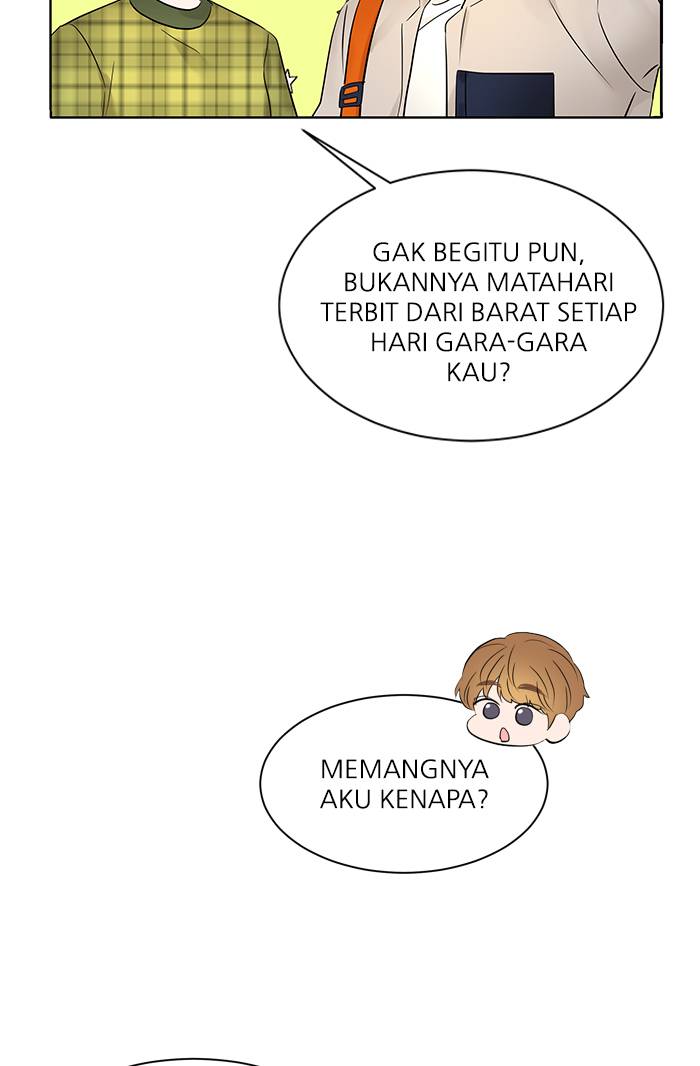 GAK BEGITU PUN,
BUKANNYA MATAHARI
TERBIT DARI BARAT SETIAP
HARI GARA-GARA
KAU?
MEMANGNYA
AKU KENAPA?